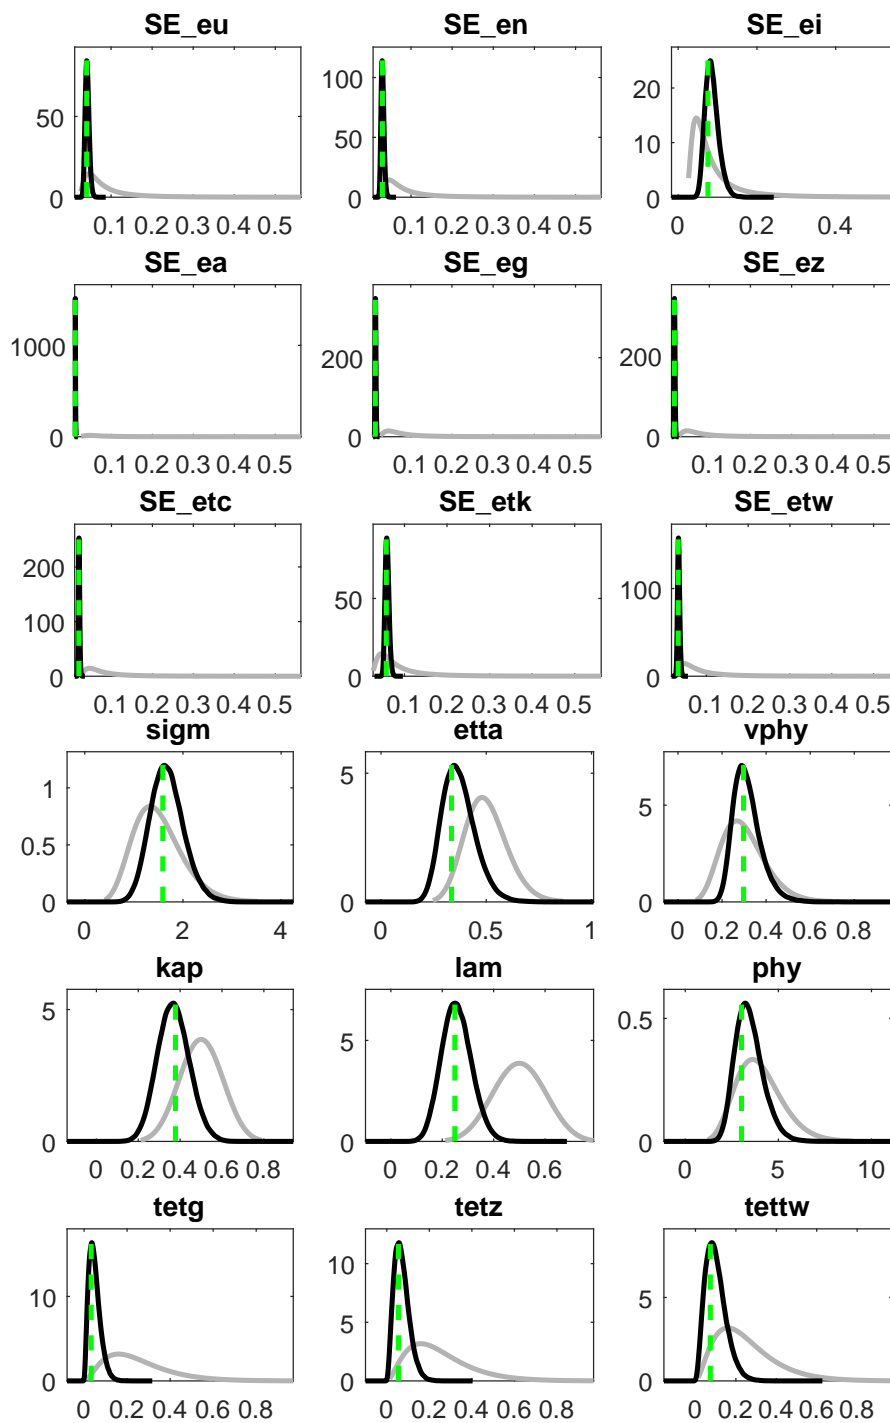 SE_eu SE_en SE_ei
50 0 100 50 0 20 10 0
0.1 0.2 0.3 0.4 0.5 0.1 0.2 0.3 0.4 0.5 0 0.2 0.4
SE_ea SE_eg SE_ez
1000 0 200 0 200 0
0.1 0.2 0.3 0.4 0.5 0.1 0.2 0.3 0.4 0.5 0.1 0.2 0.3 0.4 0.5
SE_etc SE_etk SE_etw
200 100 0 50 0 100 0
0.1 0.2 0.3 0.4 0.5 0.1 0.2 0.3 0.4 0.5 0.1 0.2 0.3 0.4 0.5
sigm etta vphy
1 0.5 0 5 0 5 0
0 2 4 0 0.5 1 0 0.2 0.4 0.6 0.8
kap lam phy
5 0 5 0 0.5 0
0 0.2 0.4 0.6 0.8 0 0.2 0.4 0.6 0 5 10
tetg tetz tettw
10 0 10 5 0 5 0
0 0.2 0.4 0.6 0.8 0 0.2 0.4 0.6 0.8 0 0.2 0.4 0.6 0.8